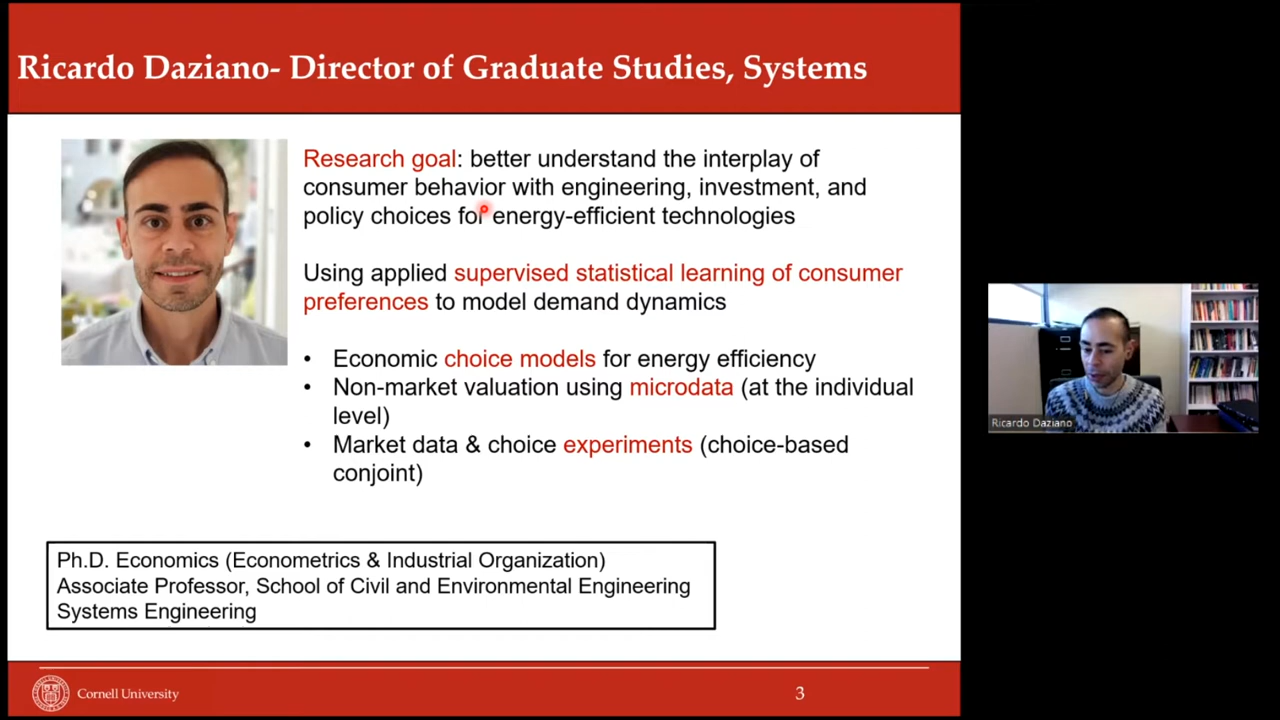 Ricardo Daziano- Director of Graduate Studies, Systems
Research goal: better understand the interplay of
consumer behavior with engineering, investment, and
policy choices for energy-efficient technologies
Using applied supervised statistical learning of consumer
preferences to model demand dynamics
• Economic choice models for energy efficiency
• Non-market valuation using microdata (at the individual
level)
• Market data & choice experiments (choice-based
conjoint)
Ph.D. Economics (Econometrics & Industrial Organization)
Associate Professor, School of Civil and Environmental Engineering
Systems Engineering
Cornell University
3
Ricardo Daziano